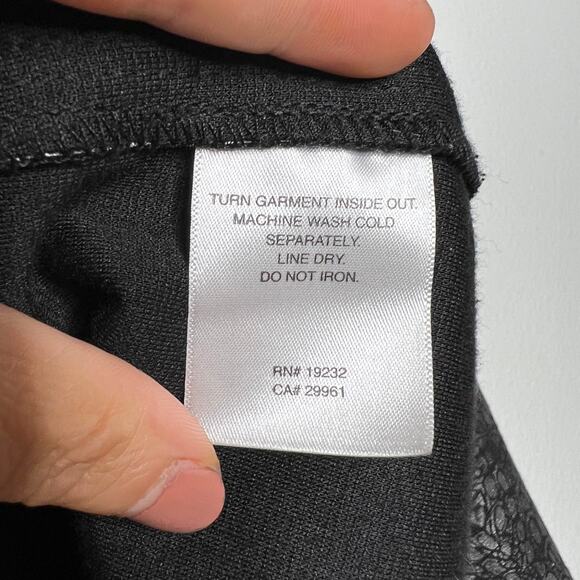 TURN GARMENT INSIDE OUT.
MACHINE WASH COLD
SEPARATELY.
LINE DRY.
DO NOT IRON.
RN# 19232
CA# 29961